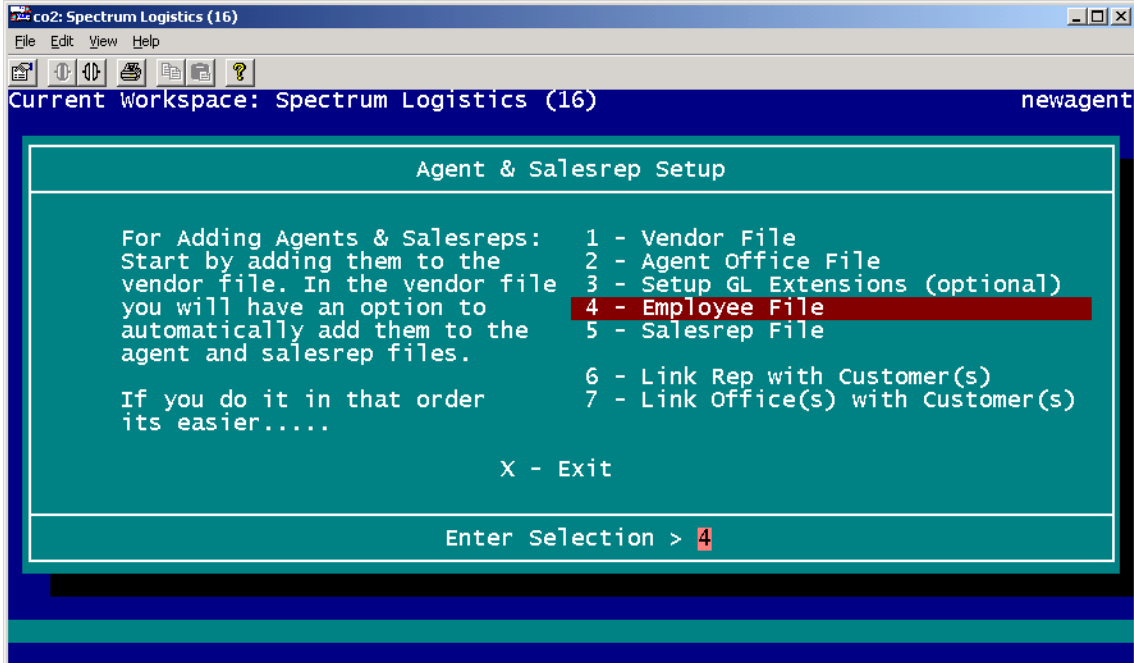 co2: Spectrum Logistics (16)
File Edit View Help
Current Workspace: Spectrum Logistics (16) newagent
Agent & Salesrep Setup
For Adding Agents & Salesreps: 1 - Vendor File
Start by adding them to the 2 - Agent Office File
vendor file. In the vendor file 3 - Setup GL Extensions (optional)
you will have an option to 4 - Employee File
automatically add them to the 5 - Salesrep File
agent and salesrep files.
6 - Link Rep with Customer(s)
If you do it in that order 7 - Link Office(s) with Customer(s)
its easier.....
X - Exit
Enter Selection > 4